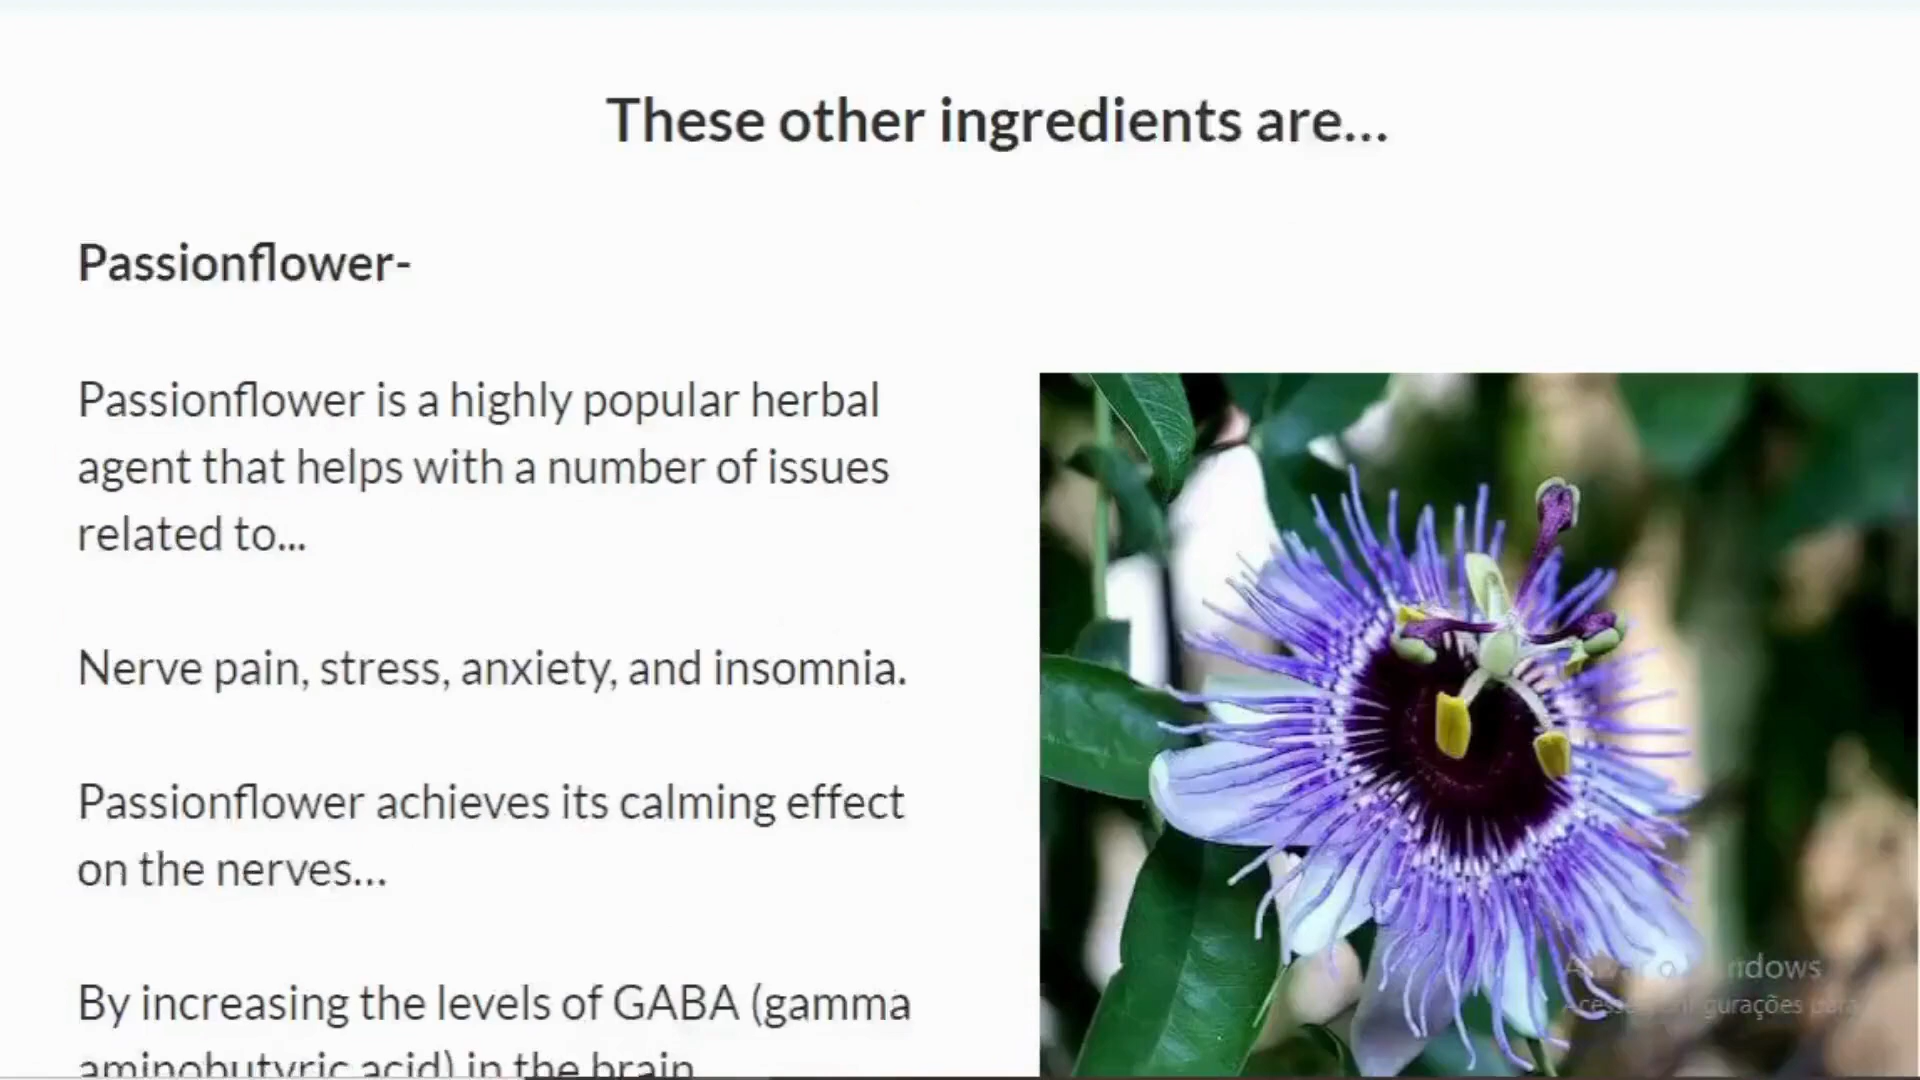 These other ingredients are...
Passionflower-
Passionflower is a highly popular herbal
agent that helps with a number of issues
related to...
Nerve pain, stress, anxiety, and insomnia.
Passionflower achieves its calming effect
on the nerves...
By increasing the levels of GABA (gamma
aminobutyric acid) in the brain